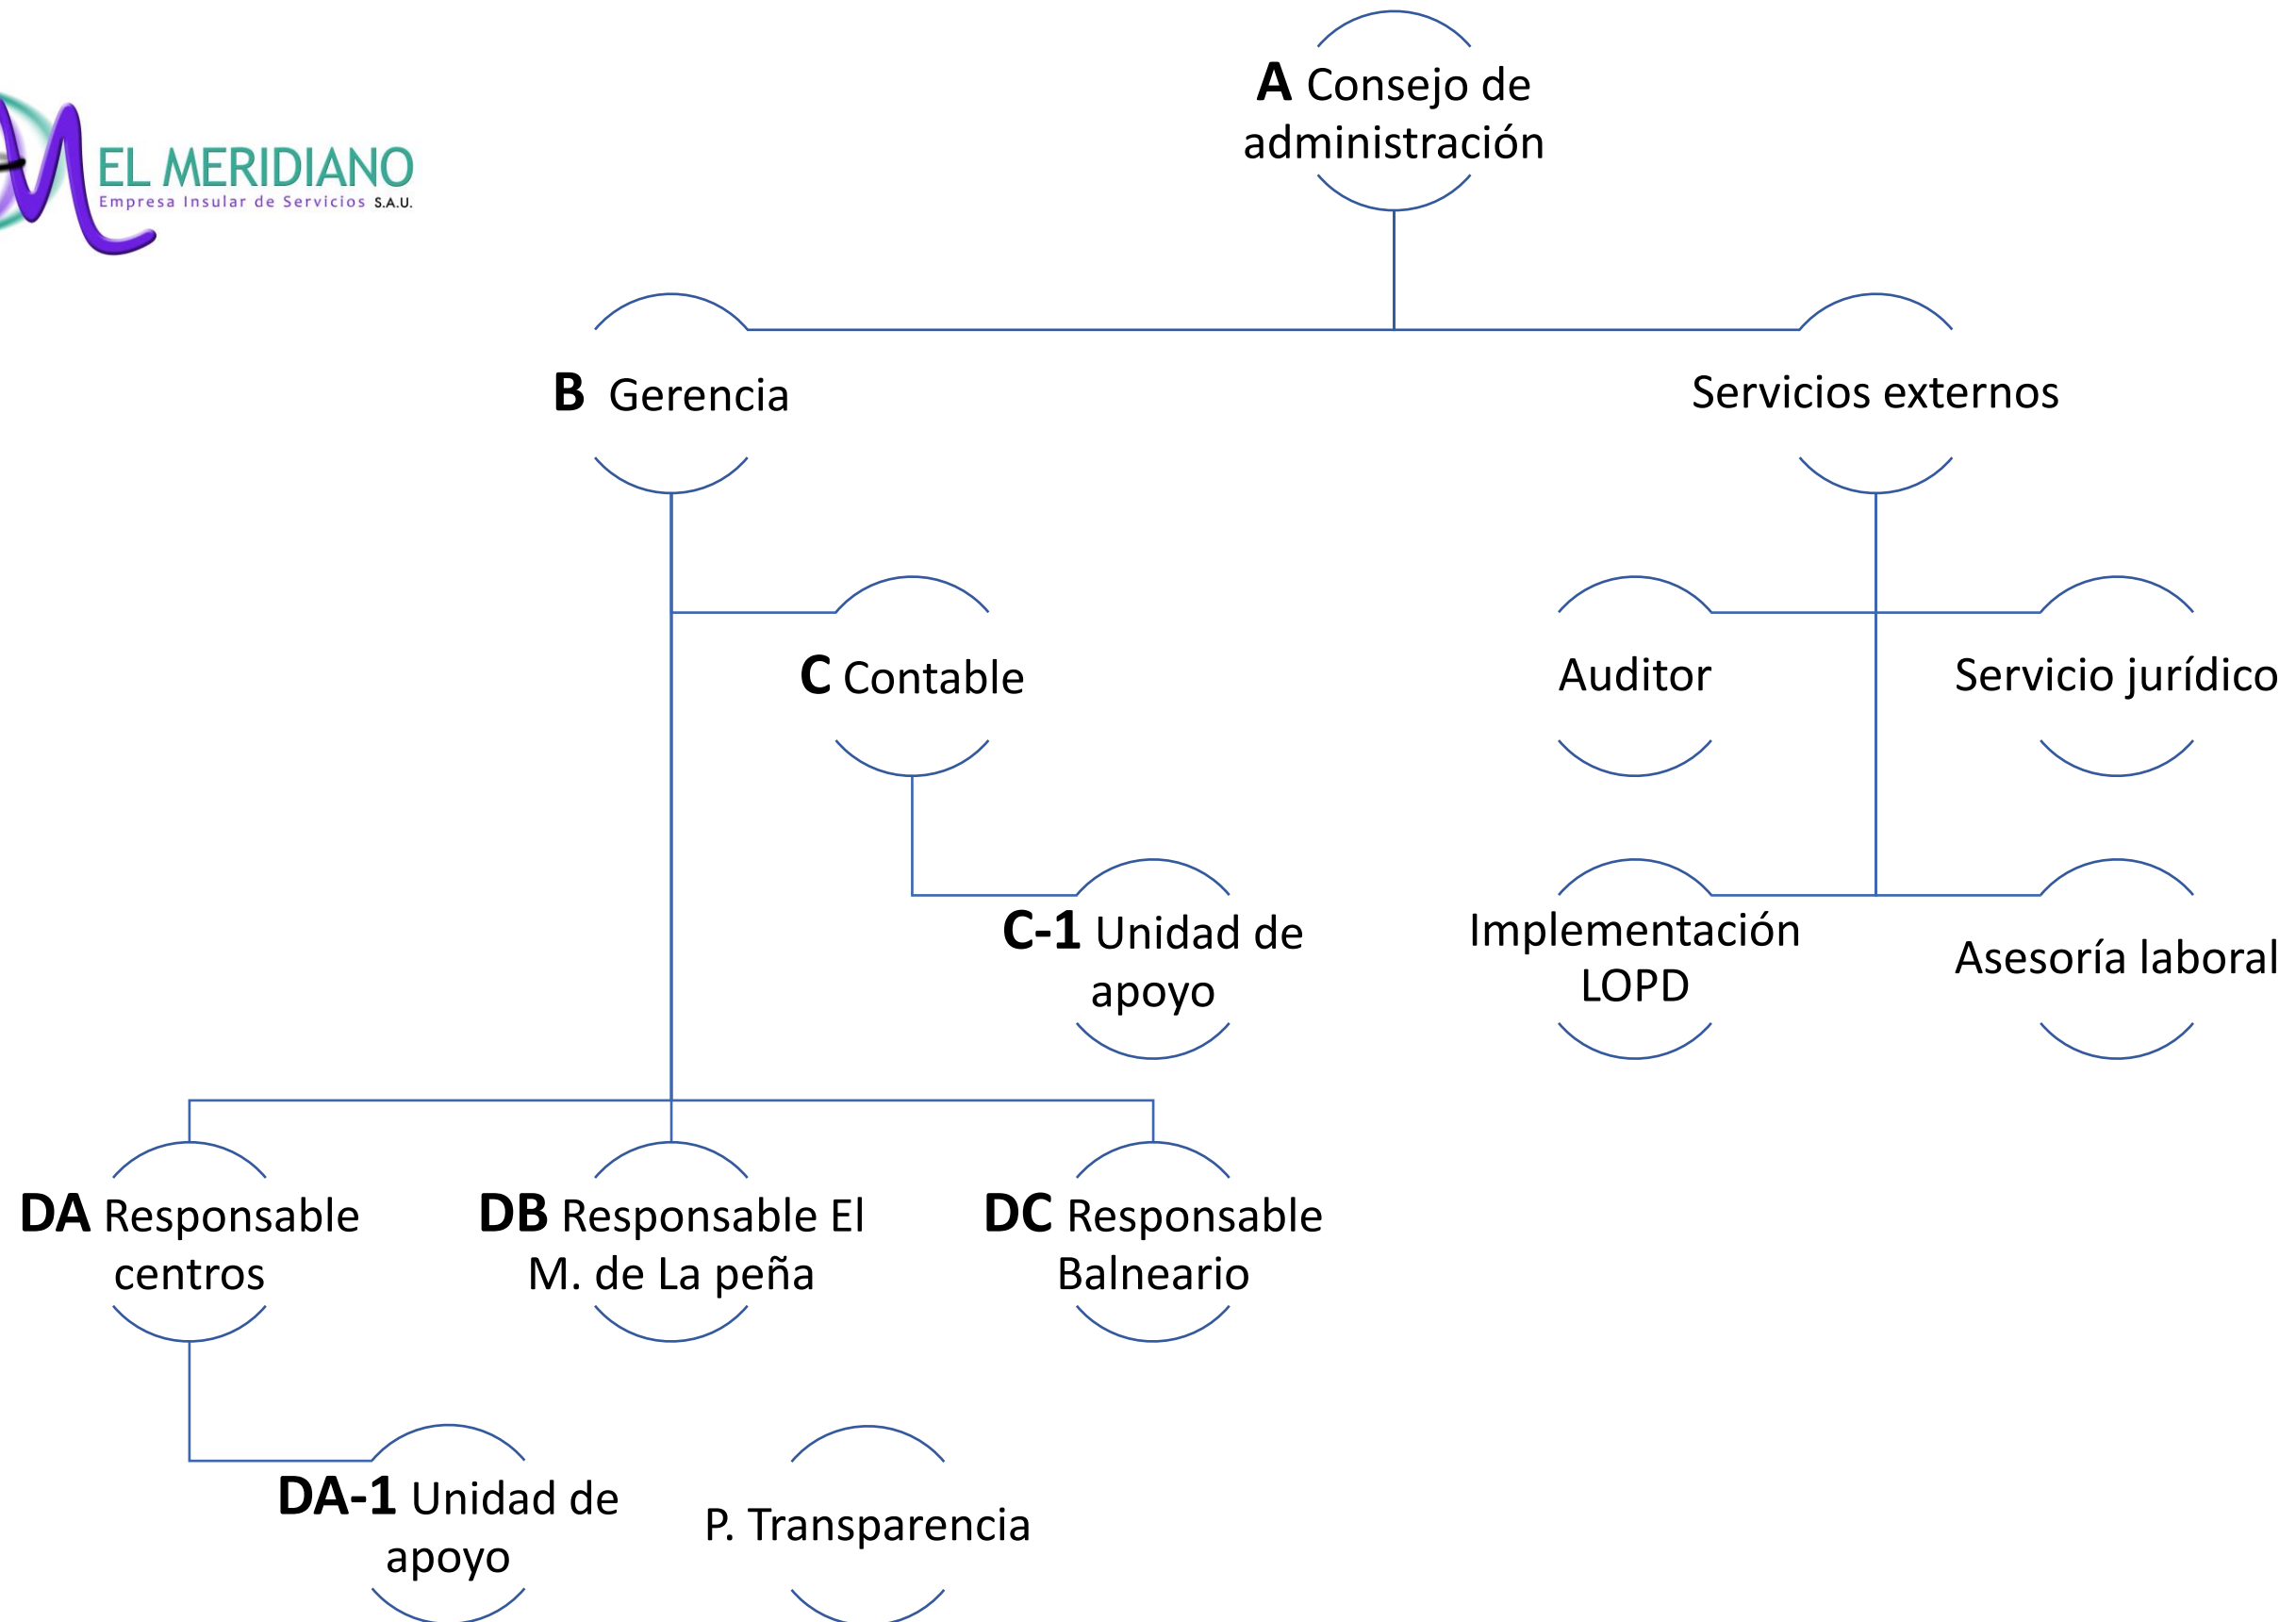 A Consejo de
administración
EL MERIDIANO
Empresa Insular de Servicios S.A.U.
B Gerencia
Servicios externos
C Contable
Auditor
Servicio jurídico
C-1 Unidad de
apoyo
Implementación
LOPD
Asesoría laboral
DA Responsable
centros
DB Responsable El
M. de La peña
DC Responsable
Balneario
DA-1 Unidad de
apoyo
P. Transparencia